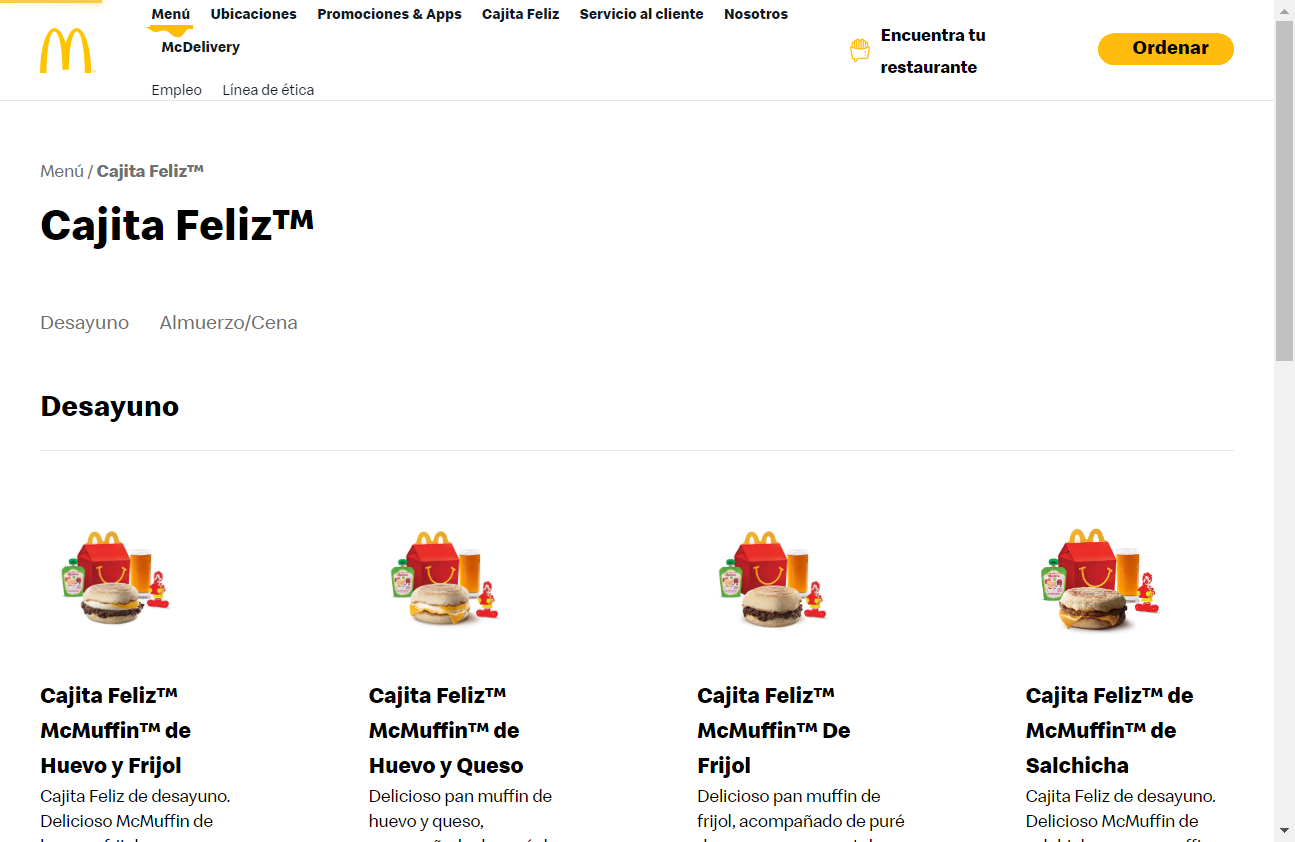 Menú Ubicaciones Promociones & Apps Cajita Feliz Servicio al cliente Nosotros
McDelivery
Empleo Línea de ética
Encuentra tu
restaurante
Ordenar
Menú / Cajita Feliz™
Cajita Feliz™
Desayuno Almuerzo/Cena
Desayuno
Cajita Feliz™
McMuffin™ de
Huevo y Frijol
Cajita Feliz de desayuno.
Delicioso McMuffin de
Cajita Feliz™
McMuffin™ de
Huevo y Queso
Delicioso pan muffin de
huevo y queso,
Cajita Feliz™
McMuffin™ De
Frijol
Delicioso pan muffin de
frijol, acompañado de puré
Cajita Feliz™ de
McMuffin™ de
Salchicha
Cajita Feliz de desayuno.
Delicioso McMuffin de